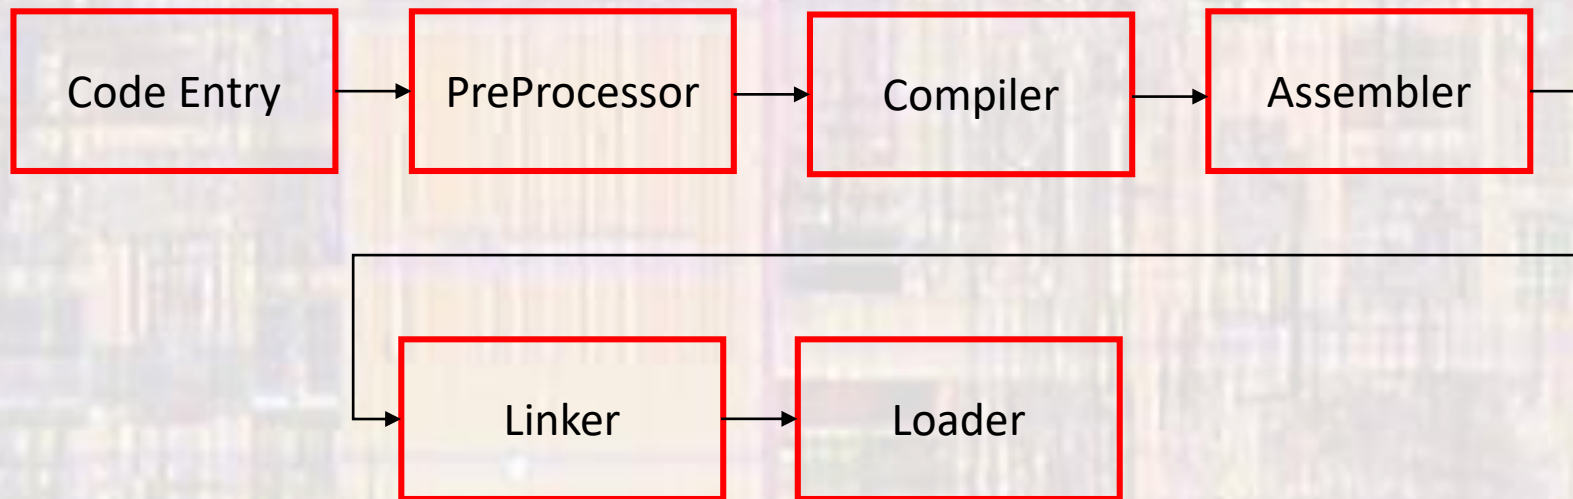 Code Entry
PreProcessor
Compiler
Assembler
Linker
Loader